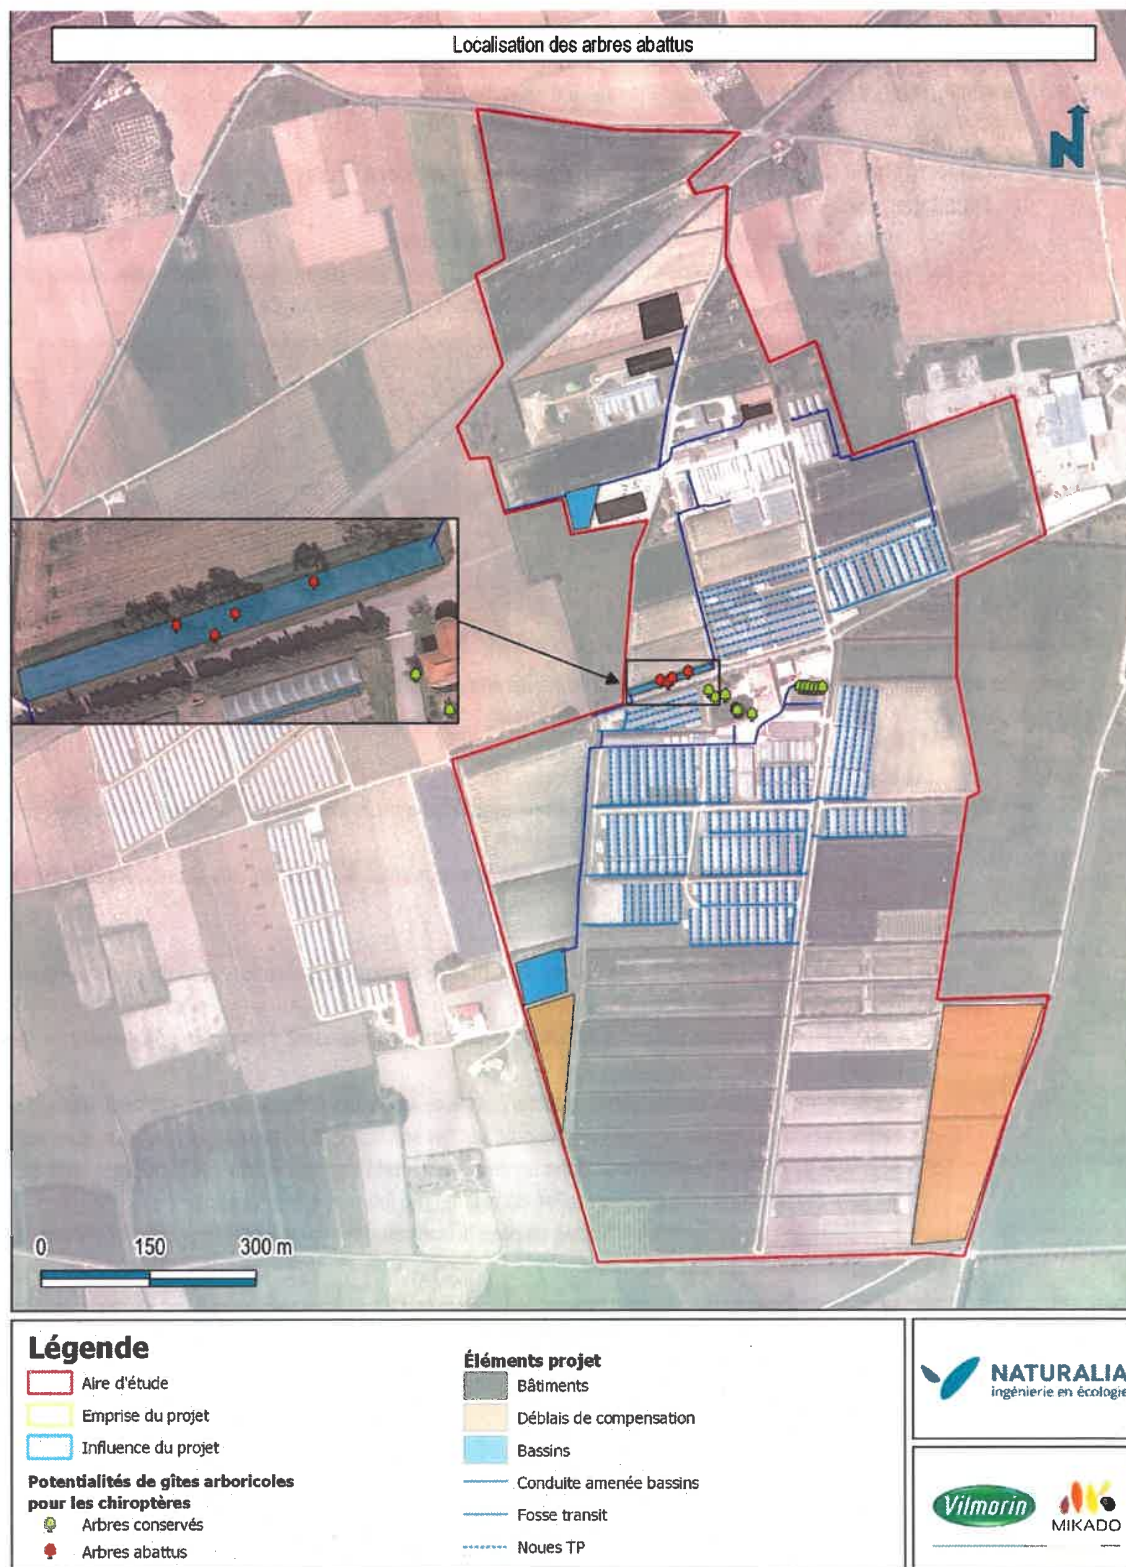 Localisation des arbres abattus
N
0 150 300 m
Légende
Aire d'étude
Emprise du projet
Influence du projet
Potentialités de gîtes arboricoles
pour les chiroptères
Arbres conservés
Arbres abattus
Éléments projet
Bâtiments
Déblais de compensation
Bassins
Conduite amenée bassins
Fosse transit
Noues TP
NATURALIA
ingénierie en écologie
Vilmorin
MIKADO